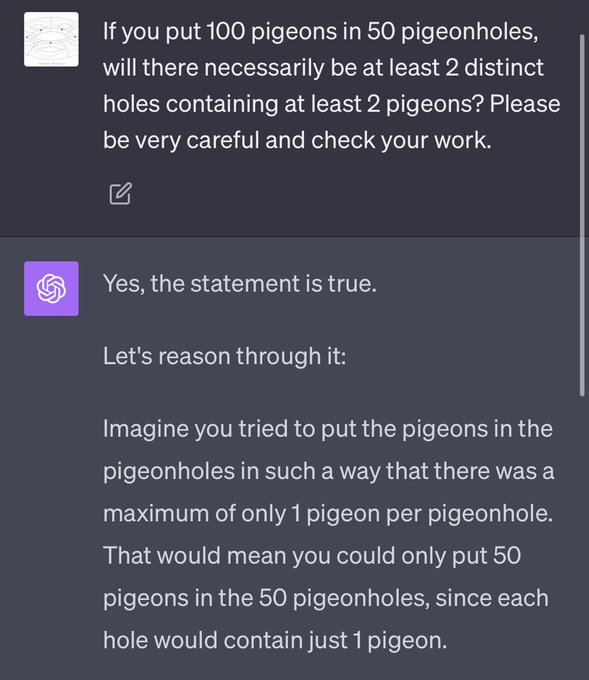 If you put 100 pigeons in 50 pigeonholes,
will there necessarily be at least 2 distinct
holes containing at least 2 pigeons? Please
be very careful and check your work.
Yes, the statement is true.
Let's reason through it:
Imagine you tried to put the pigeons in the
pigeonholes in such a way that there was a
maximum of only 1 pigeon per pigeonhole.
That would mean you could only put 50
pigeons in the 50 pigeonholes, since each
hole would contain just 1 pigeon.